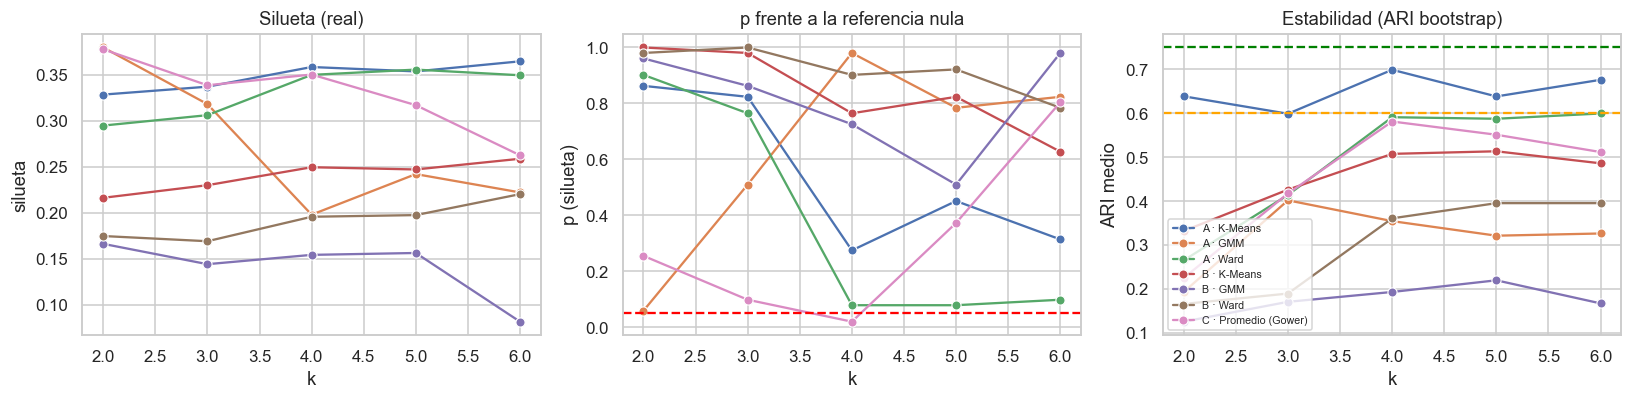 Silueta (real)
silueta
0.35
0.30
0.25
0.20
0.15
0.10
2.0 2.5 3.0 3.5 4.0 4.5 5.0 5.5 6.0
k
p frente a la referencia nula
p (silueta)
1.0
0.8
0.6
0.4
0.2
0.0
2.0 2.5 3.0 3.5 4.0 4.5 5.0 5.5 6.0
k
Estabilidad (ARI bootstrap)
ARI medio
0.7
0.6
0.5
0.4
0.3
0.2
0.1
A · K-Means
A · GMM
A · Ward
B · K-Means
B · GMM
B · Ward
C · Promedio (Gower)
2.0 2.5 3.0 3.5 4.0 4.5 5.0 5.5 6.0
k